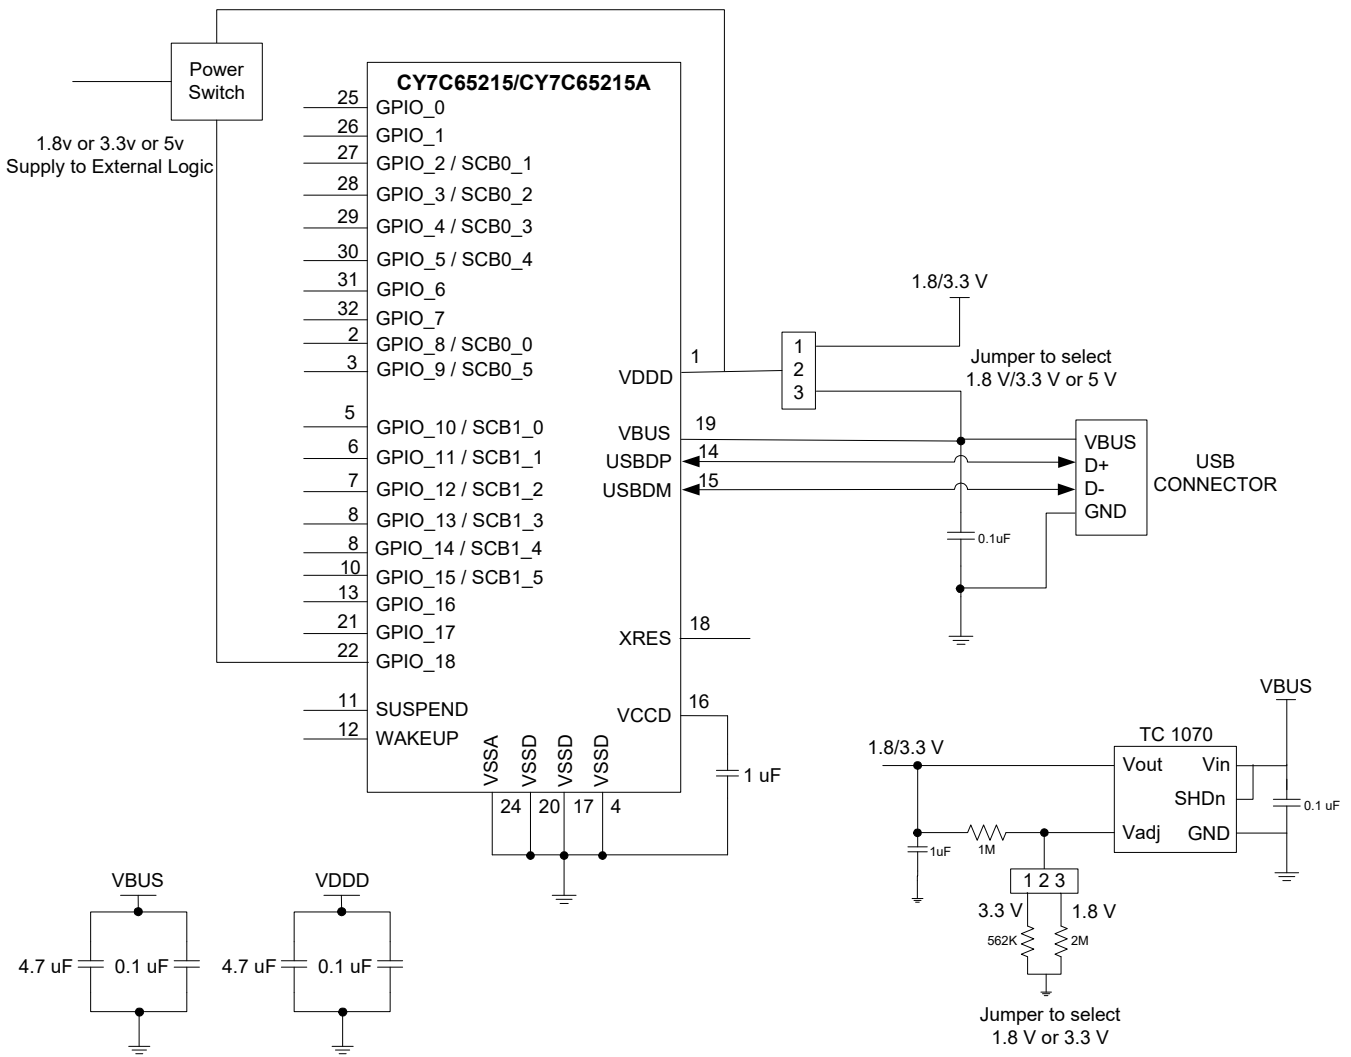 Power
Switch
1.8v or 3.3v or 5v
Supply to External Logic
CY7C65215/CY7C65215A
25 GPIO_0
26 GPIO_1
27 GPIO_2 / SCB0_1
28 GPIO_3 / SCB0_2
29 GPIO_4 / SCB0_3
30 GPIO_5 / SCB0_4
31 GPIO_6
32 GPIO_7
2 GPIO_8 / SCB0_0
3 GPIO_9 / SCB0_5
5 GPIO_10 / SCB1_0
6 GPIO_11 / SCB1_1
7 GPIO_12 / SCB1_2
8 GPIO_13 / SCB1_3
8 GPIO_14 / SCB1_4
10 GPIO_15 / SCB1_5
13 GPIO_16
21 GPIO_17
22 GPIO_18
11 SUSPEND
12 WAKEUP
VDDD 1
VBUS 19
USBDP 14
USBDM 15
XRES 18
VCCD 16
1 uF
VSSA
VSSD
VSSD
VSSD
24 20 17 4
1.8/3.3 V
1
2
3
Jumper to select
1.8 V/3.3 V or 5 V
VBUS
D+
D-
GND
USB
CONNECTOR
0.1uF
VBUS
TC 1070
1.8/3.3 V
Vout Vin
SHDn
Vadj GND
0.1 uF
1uF
1M
1 2 3
3.3 V 1.8 V
562K 2M
Jumper to select
1.8 V or 3.3 V
VBUS
4.7 uF 0.1 uF
VDDD
4.7 uF 0.1 uF